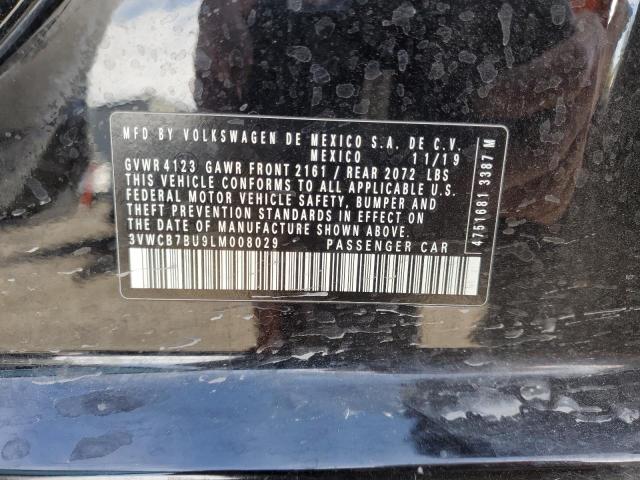 MFD BY VOLKSWAGEN DE MEXICO S.A. DE C.V.
MEXICO 11/19
GVWR 4123 GAWR FRONT 2161 / REAR 2072 LBS
THIS VEHICLE CONFORMS TO ALL APPLICABLE U.S.
FEDERAL MOTOR VEHICLE SAFETY, BUMPER AND
THEFT PREVENTION STANDARDS IN EFFECT ON
THE DATE OF MANUFACTURE SHOWN ABOVE.
3VWCB7BU9LM008029 PASSENGER CAR
4751681 3387 M